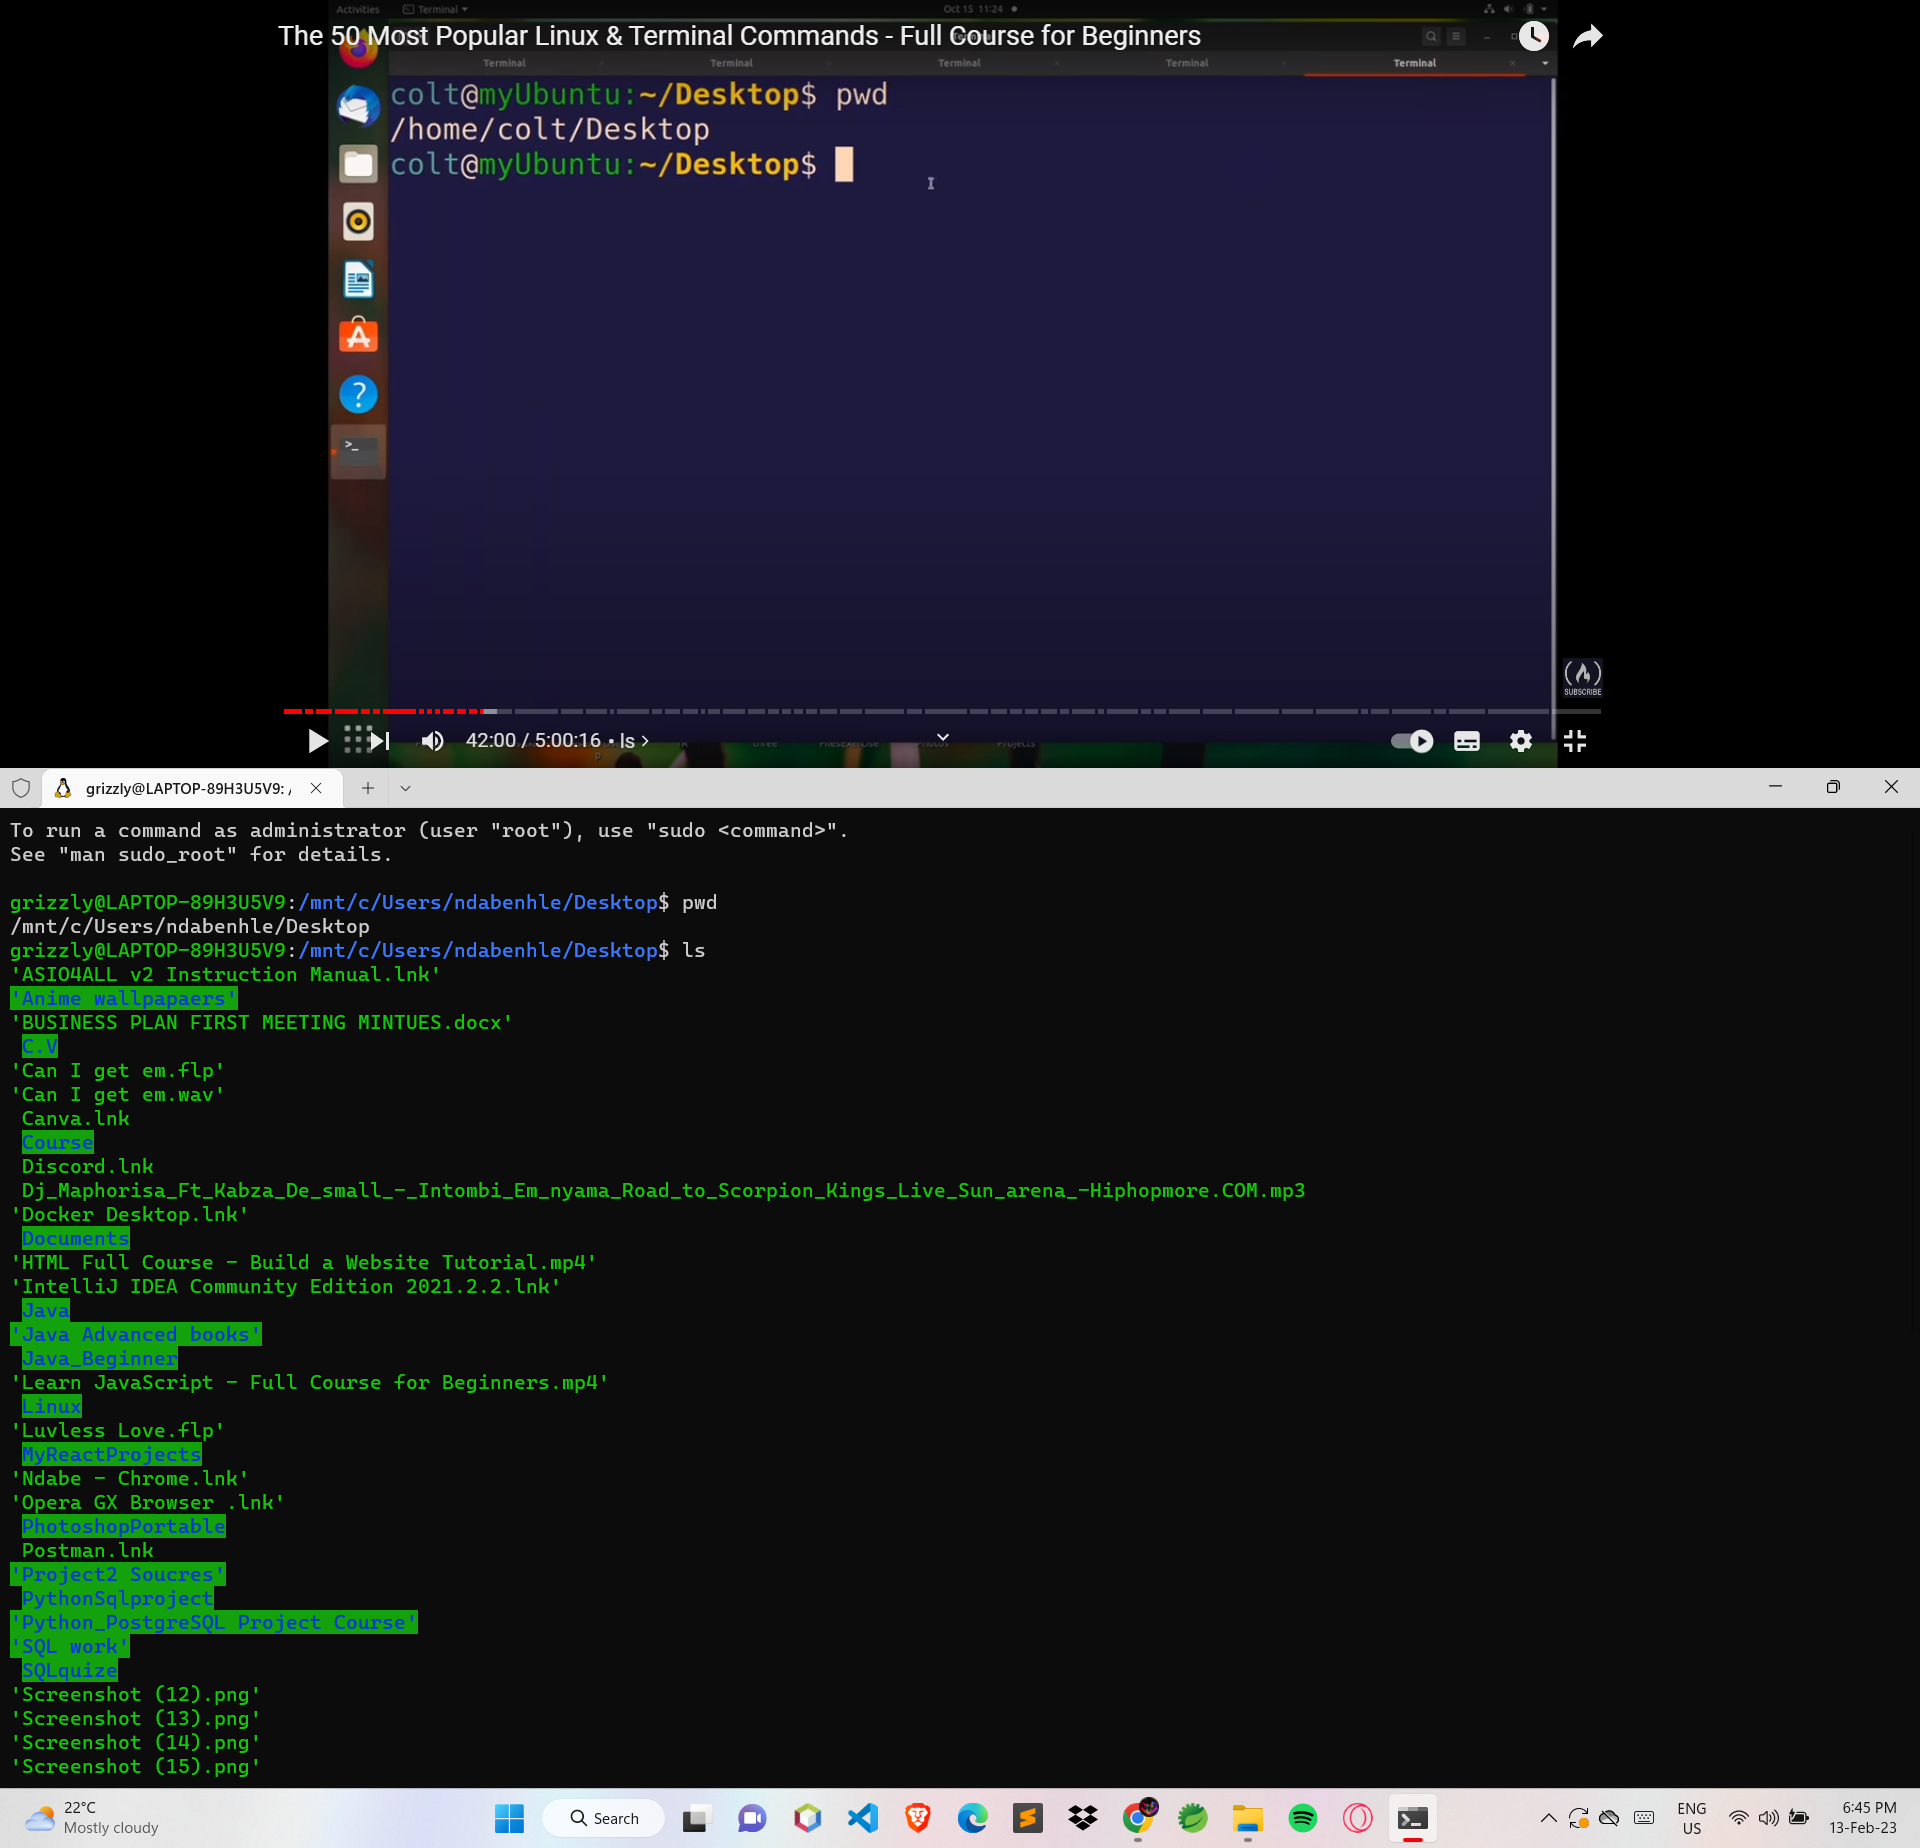 Activities Terminal Oct 15 11:24
The 50 Most Popular Linux & Terminal Commands - Full Course for Beginners
Terminal Terminal Terminal Terminal Terminal
colt@myUbuntu:~/Desktop$ pwd
/home/colt/Desktop
colt@myUbuntu:~/Desktop$
SUBSCRIBE
42:00 / 5:00:16 • ls >
grizzly@LAPTOP-89H3U5V9: /
To run a command as administrator (user "root"), use "sudo <command>".
See "man sudo_root" for details.
grizzly@LAPTOP-89H3U5V9:/mnt/c/Users/ndabenhle/Desktop$ pwd
/mnt/c/Users/ndabenhle/Desktop
grizzly@LAPTOP-89H3U5V9:/mnt/c/Users/ndabenhle/Desktop$ ls
'ASIO4ALL v2 Instruction Manual.lnk'
'Anime wallpapaers'
'BUSINESS PLAN FIRST MEETING MINTUES.docx'
C.V
'Can I get em.flp'
'Can I get em.wav'
Canva.lnk
Course
Discord.lnk
Dj_Maphorisa_Ft_Kabza_De_small_-_Intombi_Em_nyama_Road_to_Scorpion_Kings_Live_Sun_arena_-Hiphopmore.COM.mp3
'Docker Desktop.lnk'
Documents
'HTML Full Course - Build a Website Tutorial.mp4'
'IntelliJ IDEA Community Edition 2021.2.2.lnk'
Java
'Java Advanced books'
Java_Beginner
'Learn JavaScript - Full Course for Beginners.mp4'
Linux
'Luvless Love.flp'
MyReactProjects
'Ndabe - Chrome.lnk'
'Opera GX Browser .lnk'
PhotoshopPortable
Postman.lnk
'Project2 Soucres'
PythonSqlproject
'Python_PostgreSQL Project Course'
'SQL work'
SQLquize
'Screenshot (12).png'
'Screenshot (13).png'
'Screenshot (14).png'
'Screenshot (15).png'
22°C
Mostly cloudy
Search
ENG
US
6:45 PM
13-Feb-23